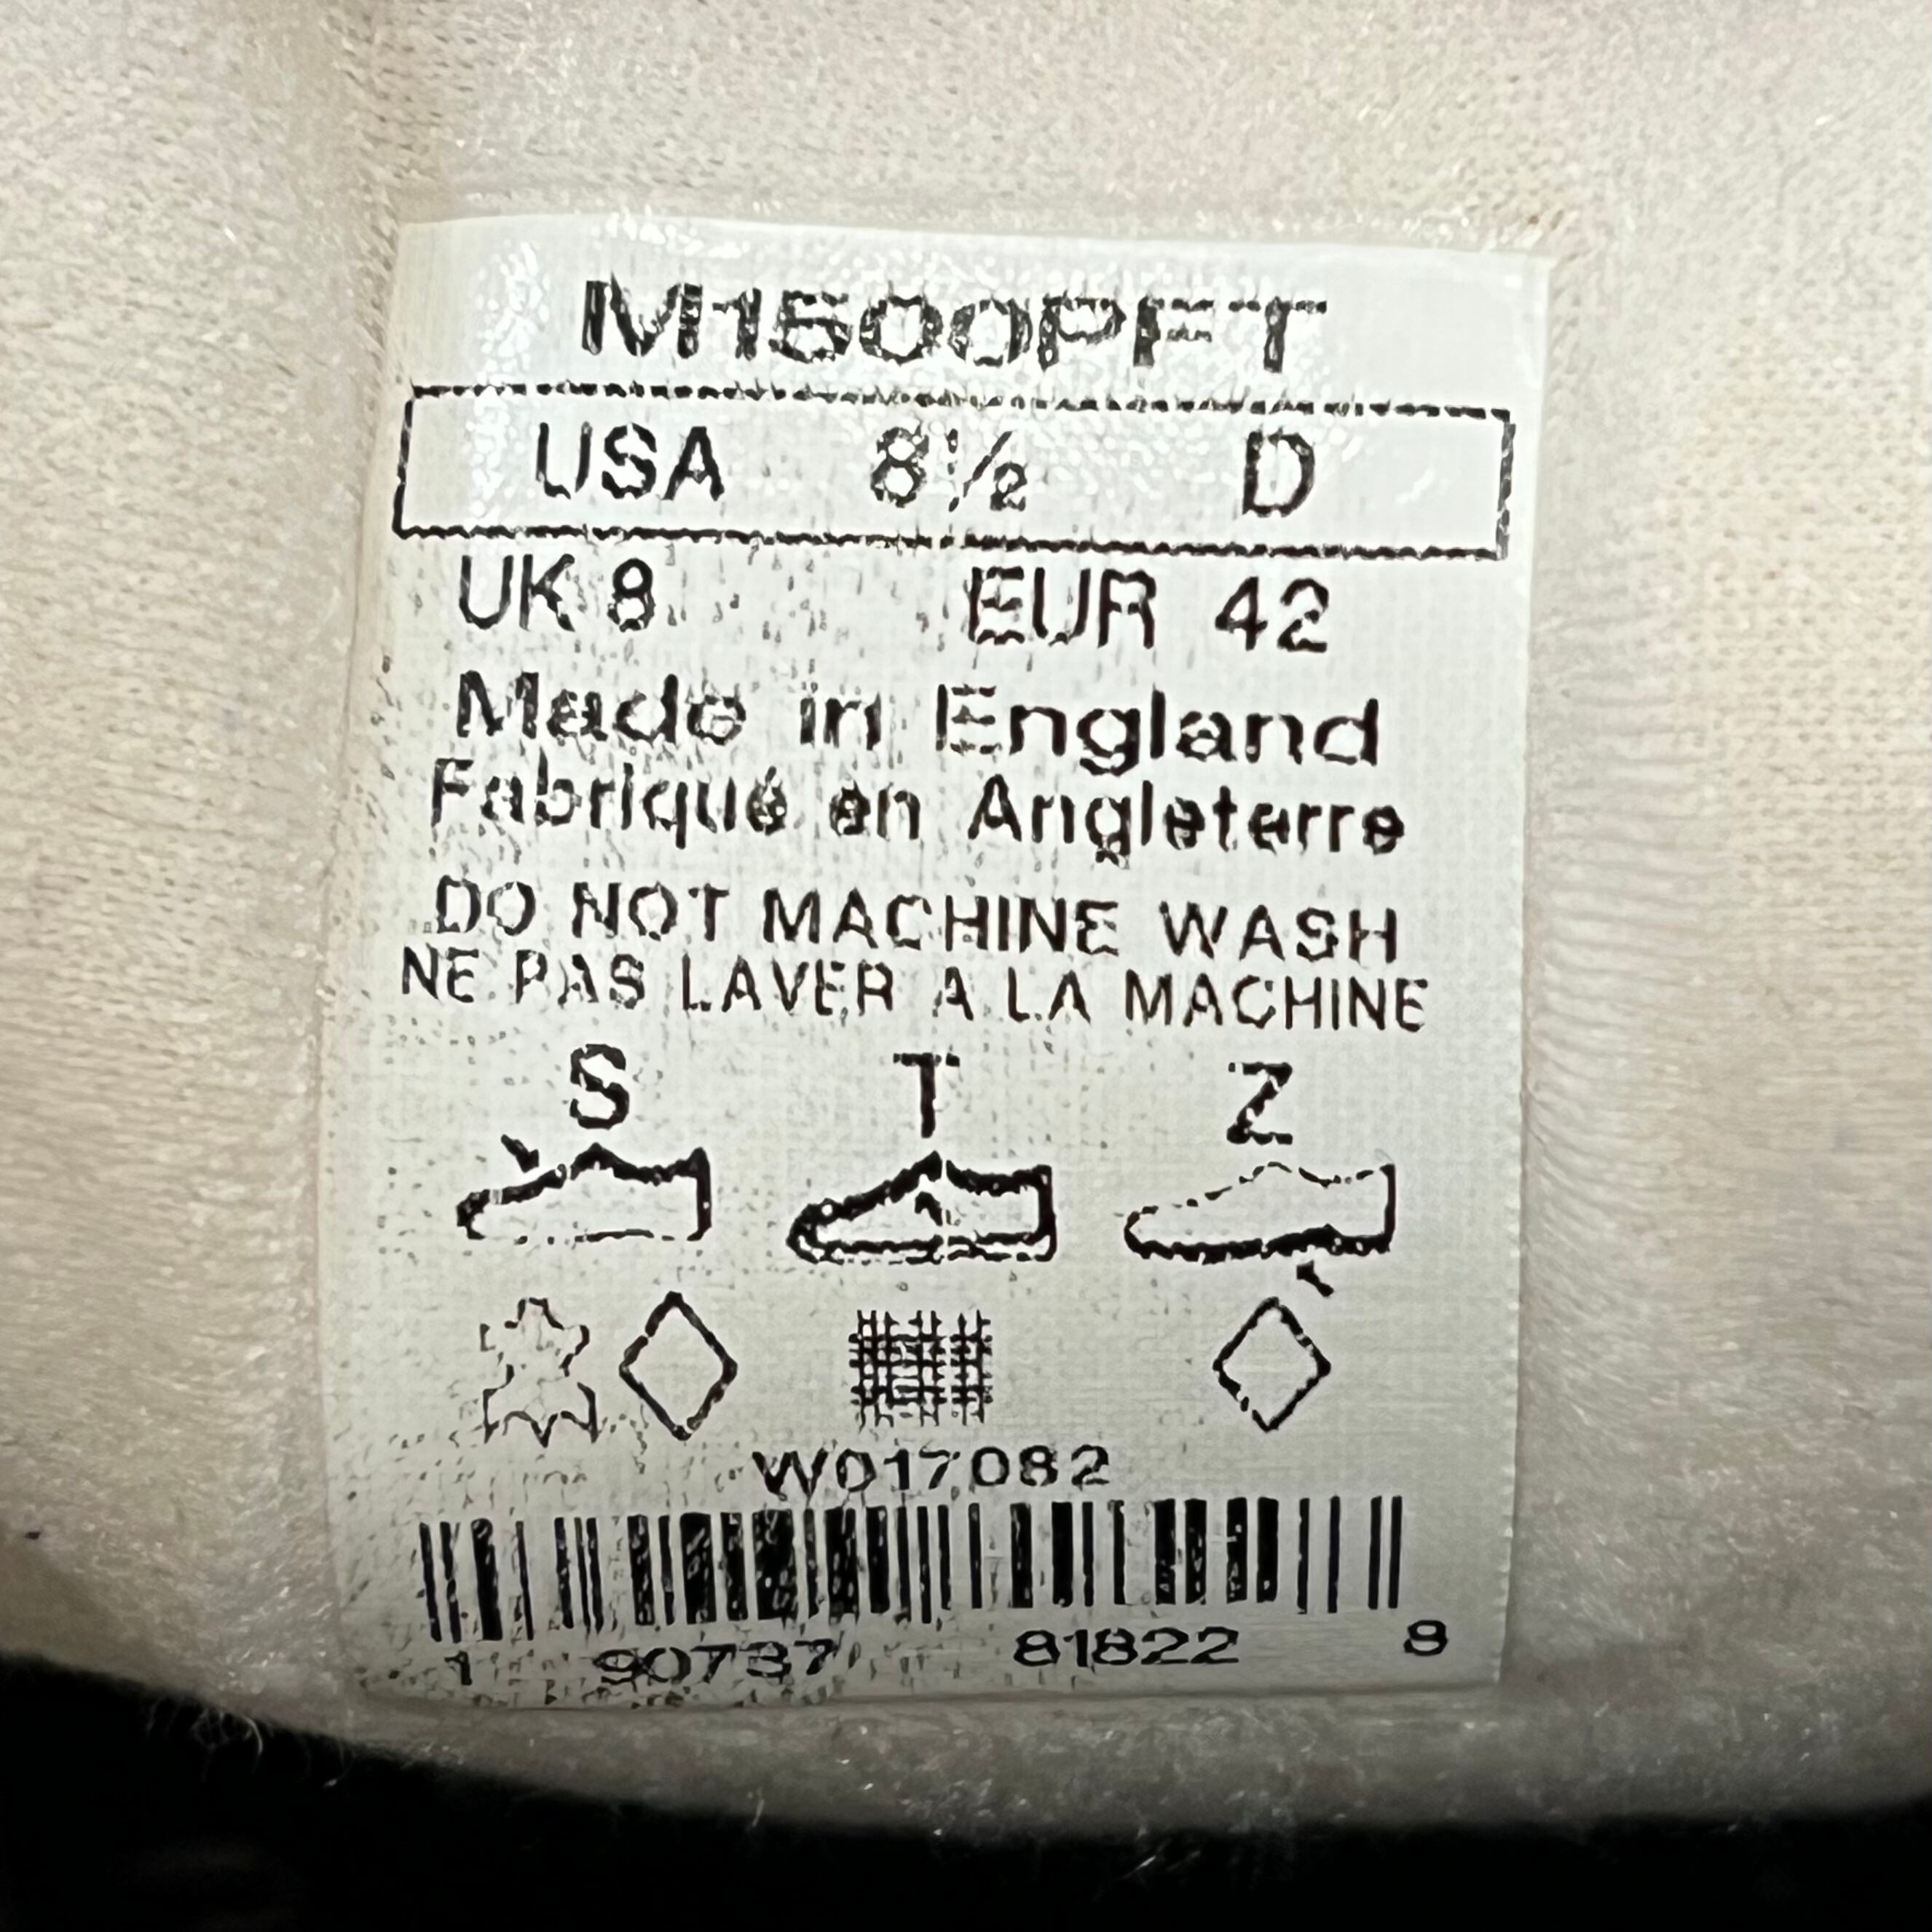 M1500PFT
USA 8½ D
UK 8 EUR 42
Made in England
Fabriqué en Angleterre
DO NOT MACHINE WASH
NE PAS LAVER A LA MACHINE
S T Z
W017082
1 90737 81822 8